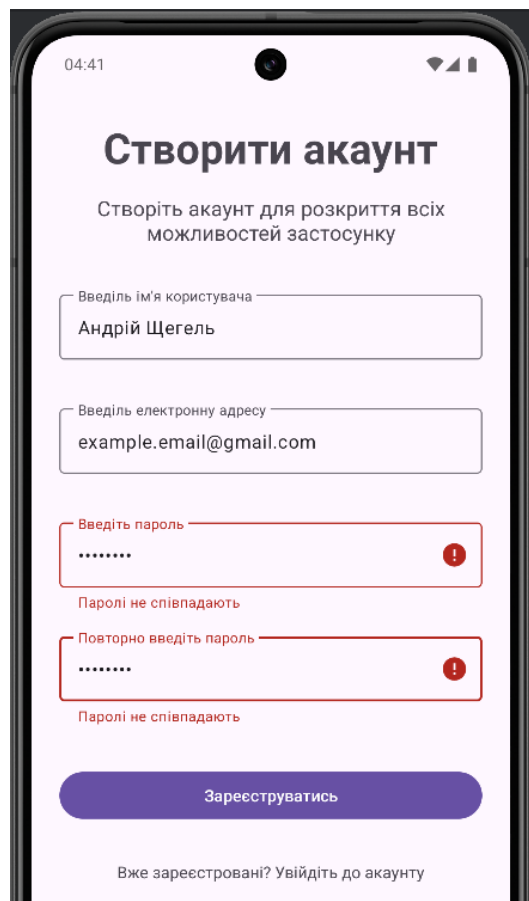 04:41
Створити акаунт
Створіть акаунт для розкриття всіх
можливостей застосунку
Введіль ім'я користувача
Андрій Щегель
Введіль електронну адресу
example.email@gmail.com
Введіть пароль
••••••••
Паролі не співпадають
Повторно введіть пароль
••••••••
Паролі не співпадають
Зареєструватись
Вже зареєстровані? Увійдіть до акаунту